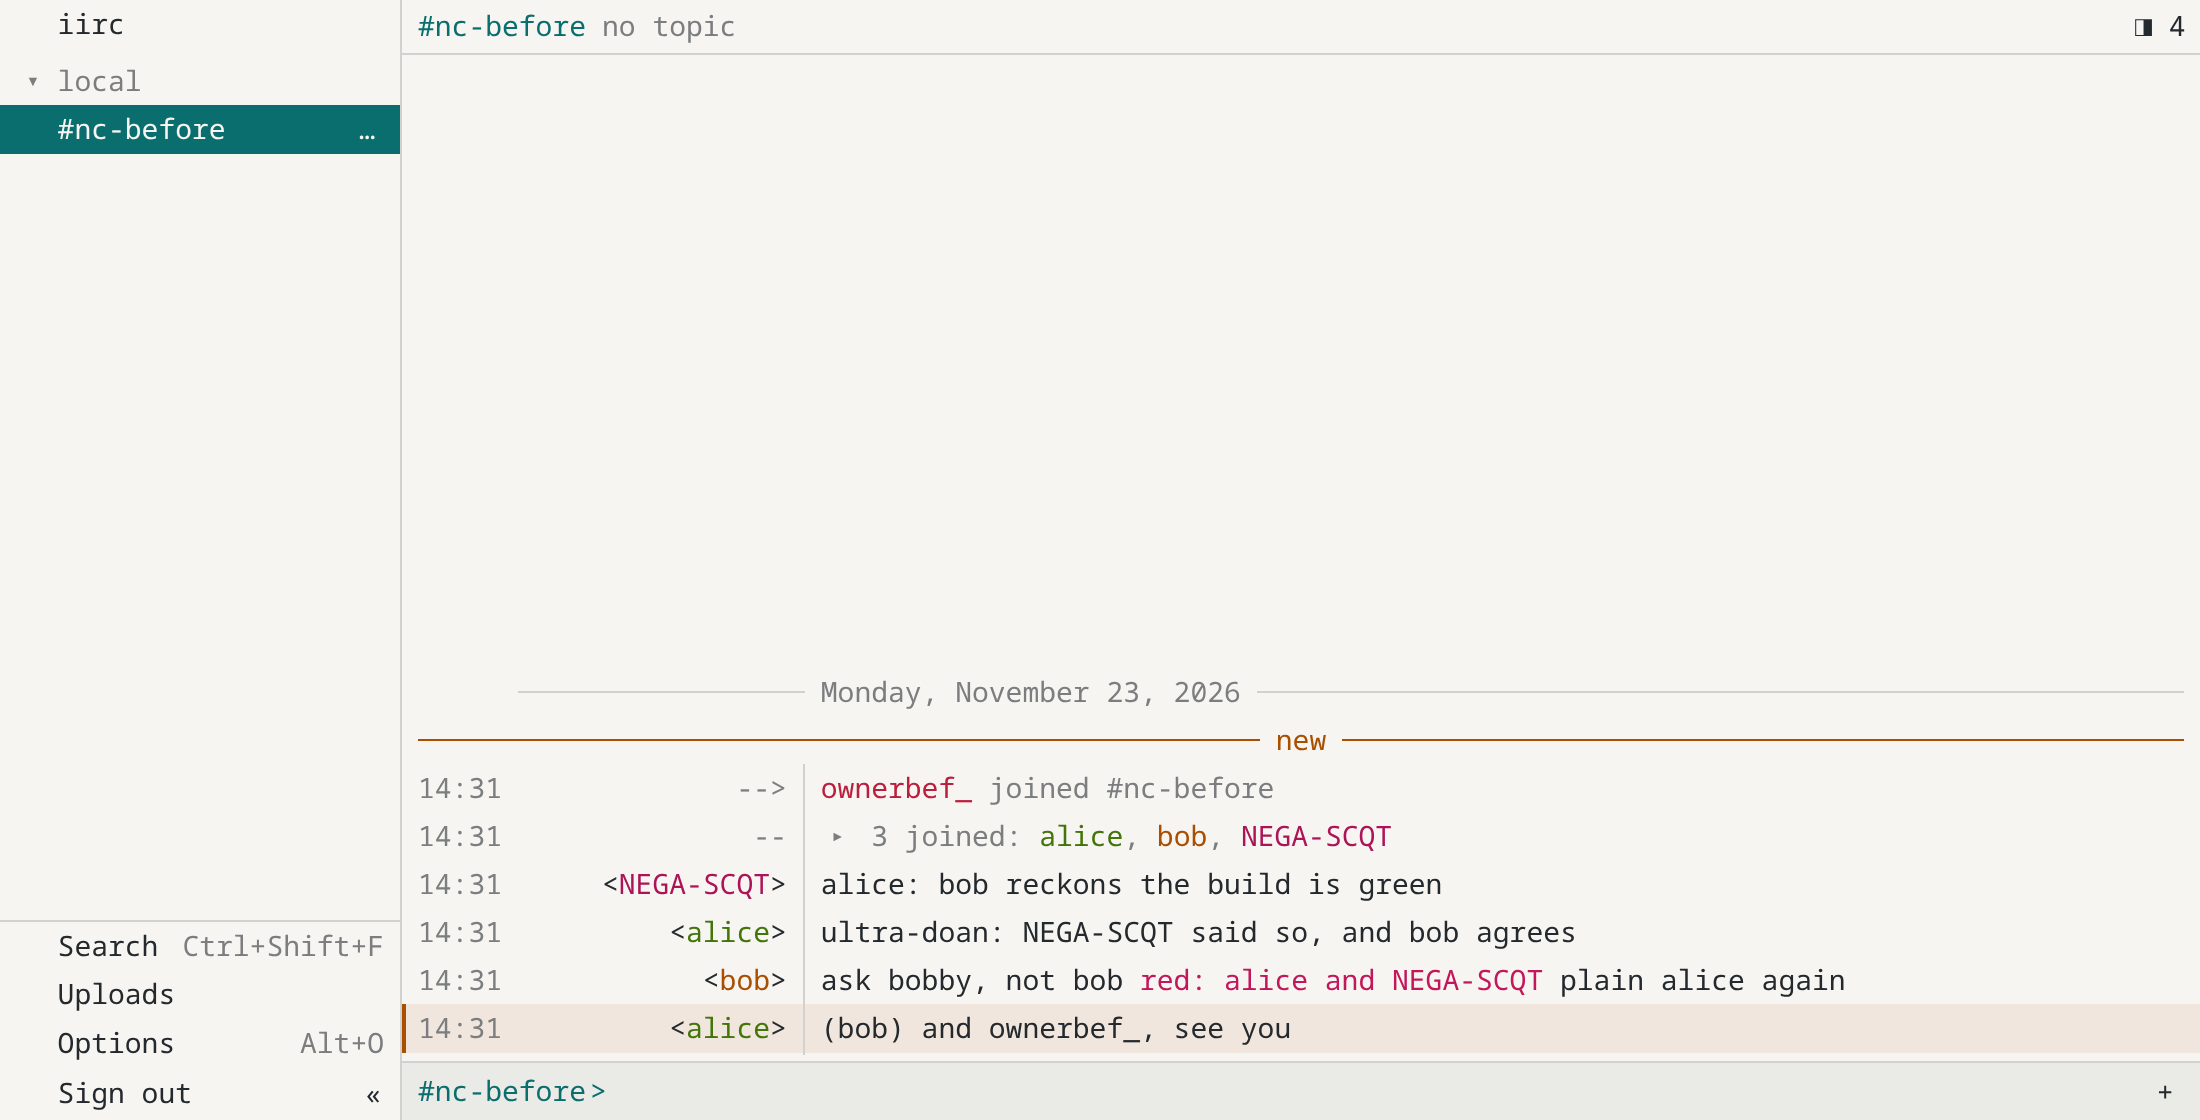 iirc
▾ local
#nc-before …
Search Ctrl+Shift+F
Uploads
Options Alt+O
Sign out «
#nc-before no topic ◨ 4
Monday, November 23, 2026
new
14:31 --> ownerbef_ joined #nc-before
14:31 -- ▸ 3 joined: alice, bob, NEGA-SCQT
14:31 <NEGA-SCQT> alice: bob reckons the build is green
14:31 <alice> ultra-doan: NEGA-SCQT said so, and bob agrees
14:31 <bob> ask bobby, not bob red: alice and NEGA-SCQT plain alice again
14:31 <alice> (bob) and ownerbef_, see you
#nc-before> +